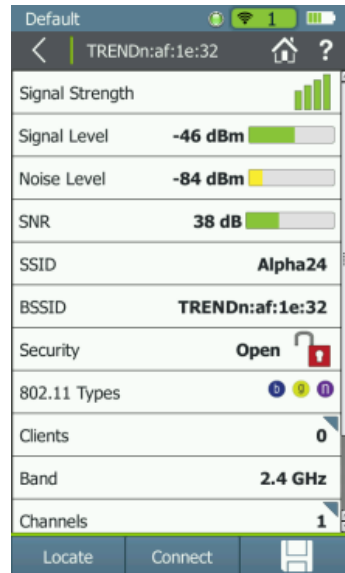 Default 1
TRENDn:af:1e:32 ?
Signal Strength
Signal Level -46 dBm
Noise Level -84 dBm
SNR 38 dB
SSID Alpha24
BSSID TRENDn:af:1e:32
Security Open
802.11 Types b g n
Clients 0
Band 2.4 GHz
Channels 1
Locate Connect